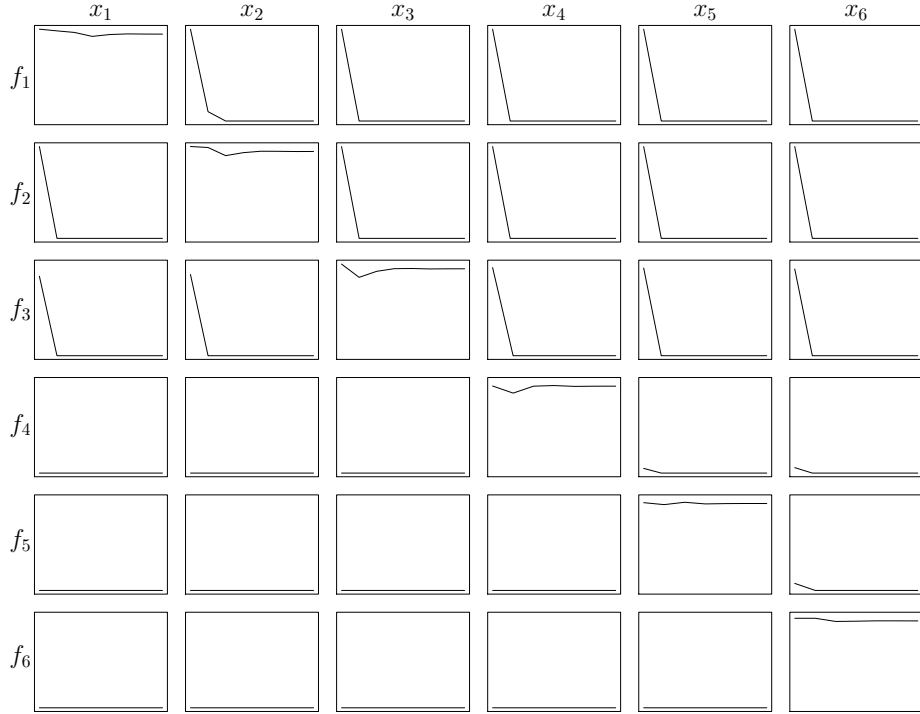 x₁ x₂ x₃ x₄ x₅ x₆
f₁
f₂
f₃
f₄
f₅
f₆